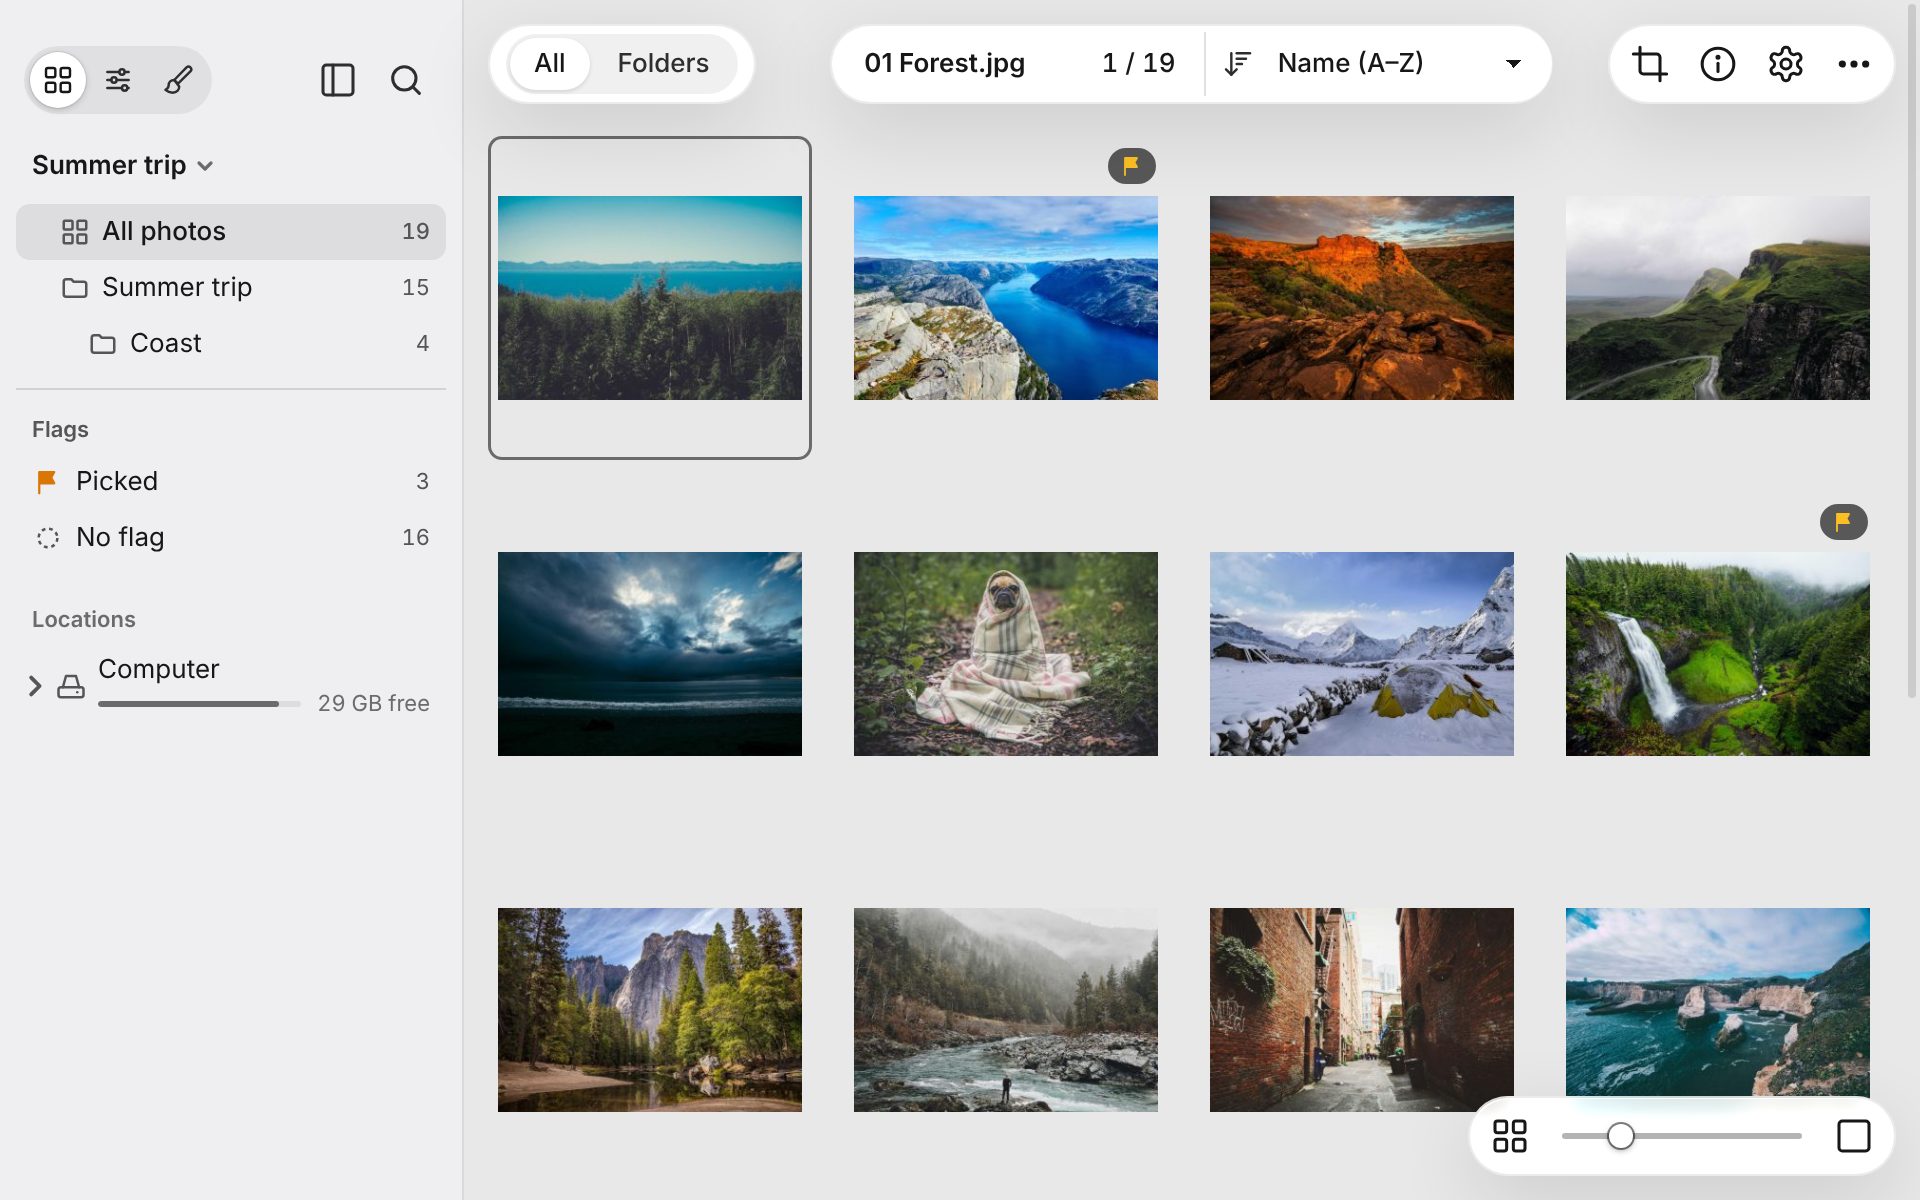 All Folders
01 Forest.jpg 1 / 19 Name (A–Z)
Summer trip
All photos 19
Summer trip 15
Coast 4
Flags
Picked 3
No flag 16
Locations
Computer
29 GB free